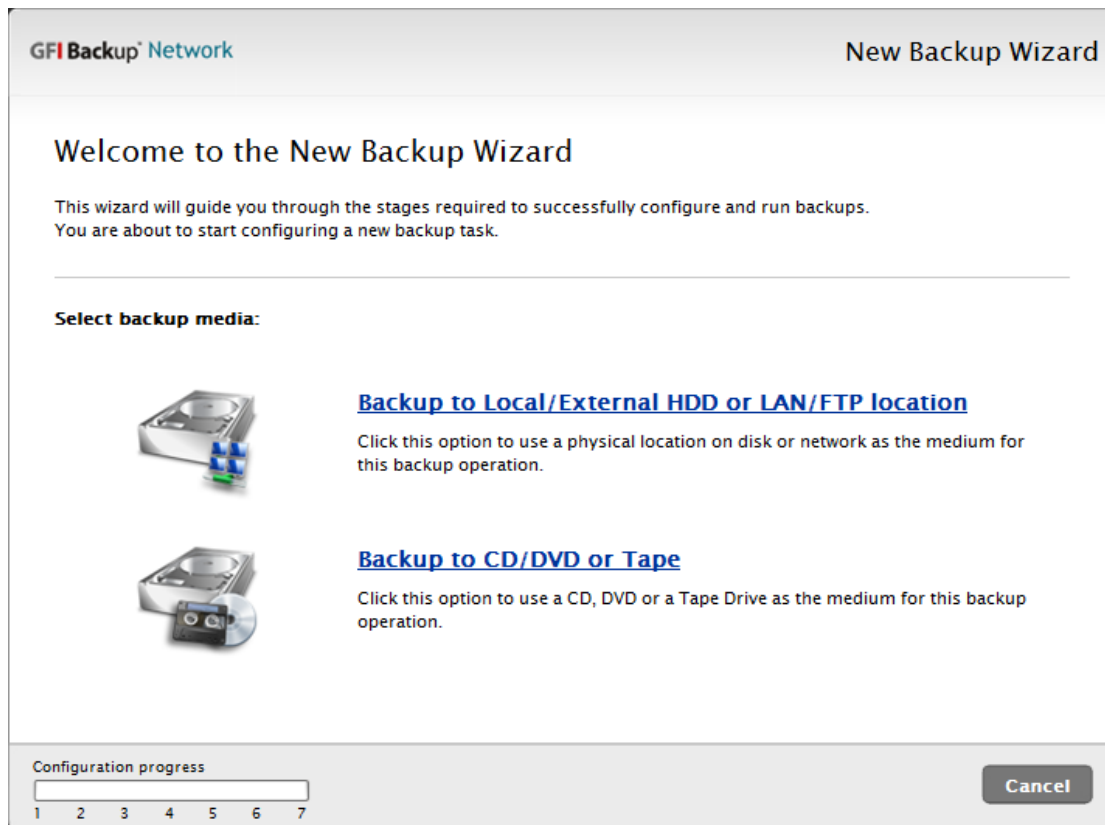 GFI Backup® Network
New Backup Wizard
Welcome to the New Backup Wizard
This wizard will guide you through the stages required to successfully configure and run backups.
You are about to start configuring a new backup task.
Select backup media:
Backup to Local/External HDD or LAN/FTP location
Click this option to use a physical location on disk or network as the medium for
this backup operation.
Backup to CD/DVD or Tape
Click this option to use a CD, DVD or a Tape Drive as the medium for this backup
operation.
Configuration progress
1 2 3 4 5 6 7
Cancel